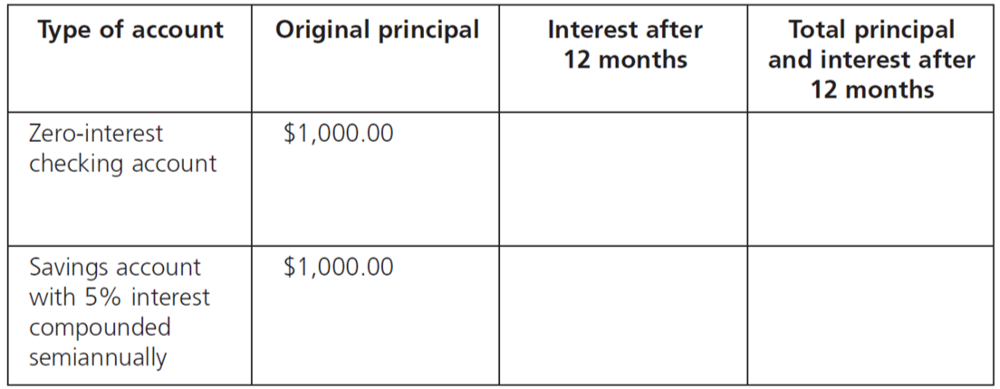 Type of account
Original principal
Interest after
12 months
Total principal
and interest after
12 months
Zero-interest
checking account
$1,000.00
Savings account
with 5% interest
compounded
semiannually
$1,000.00